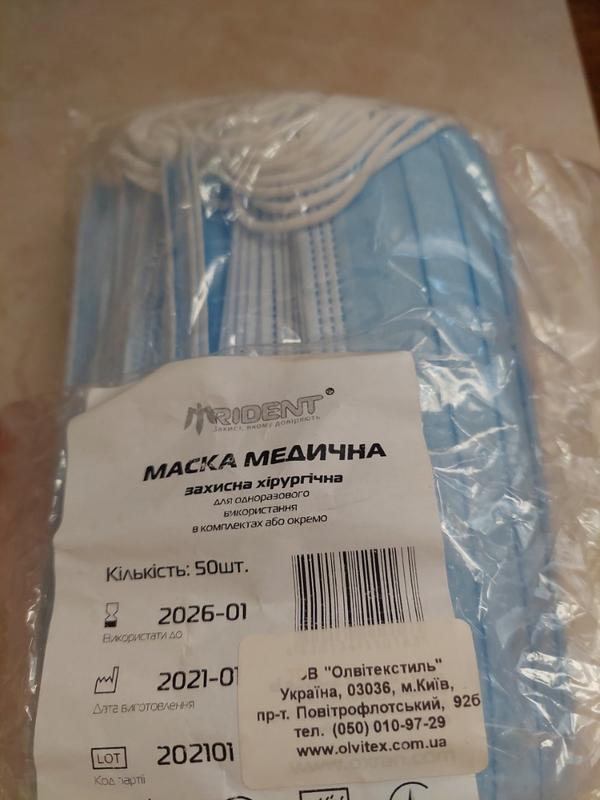 TRIDENT®
Захист, якому довіряють
МАСКА МЕДИЧНА
захисна хірургічна
для одноразового
використання
в комплектах або окремо
Кількість: 50шт.
2026-01
Використати до
2021-01
Дата виготовлення
LOT 202101
Код партії
ОВ "Олвітекстиль"
Україна, 03036, м.Київ,
пр-т. Повітрофлотський, 92б
тел. (050) 010-97-29
www.olvitex.com.ua